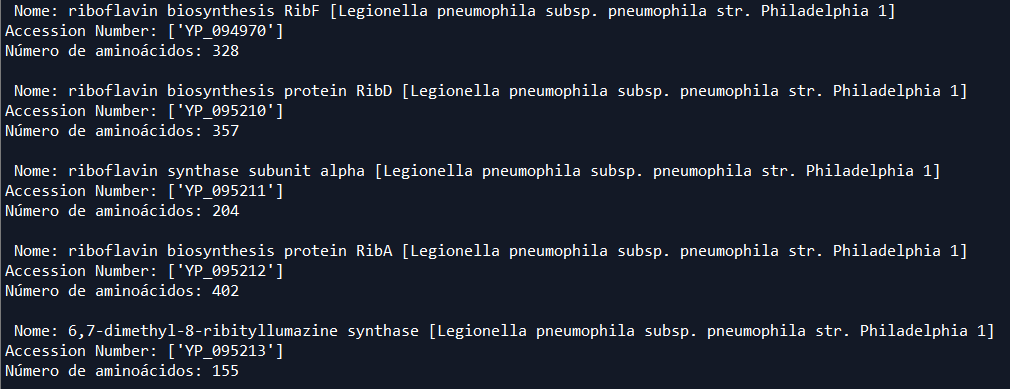 Nome: riboflavin biosynthesis RibF [Legionella pneumophila subsp. pneumophila str. Philadelphia 1]
Accession Number: ['YP_094970']
Número de aminoácidos: 328
Nome: riboflavin biosynthesis protein RibD [Legionella pneumophila subsp. pneumophila str. Philadelphia 1]
Accession Number: ['YP_095210']
Número de aminoácidos: 357
Nome: riboflavin synthase subunit alpha [Legionella pneumophila subsp. pneumophila str. Philadelphia 1]
Accession Number: ['YP_095211']
Número de aminoácidos: 204
Nome: riboflavin biosynthesis protein RibA [Legionella pneumophila subsp. pneumophila str. Philadelphia 1]
Accession Number: ['YP_095212']
Número de aminoácidos: 402
Nome: 6,7-dimethyl-8-ribityllumazine synthase [Legionella pneumophila subsp. pneumophila str. Philadelphia 1]
Accession Number: ['YP_095213']
Número de aminoácidos: 155